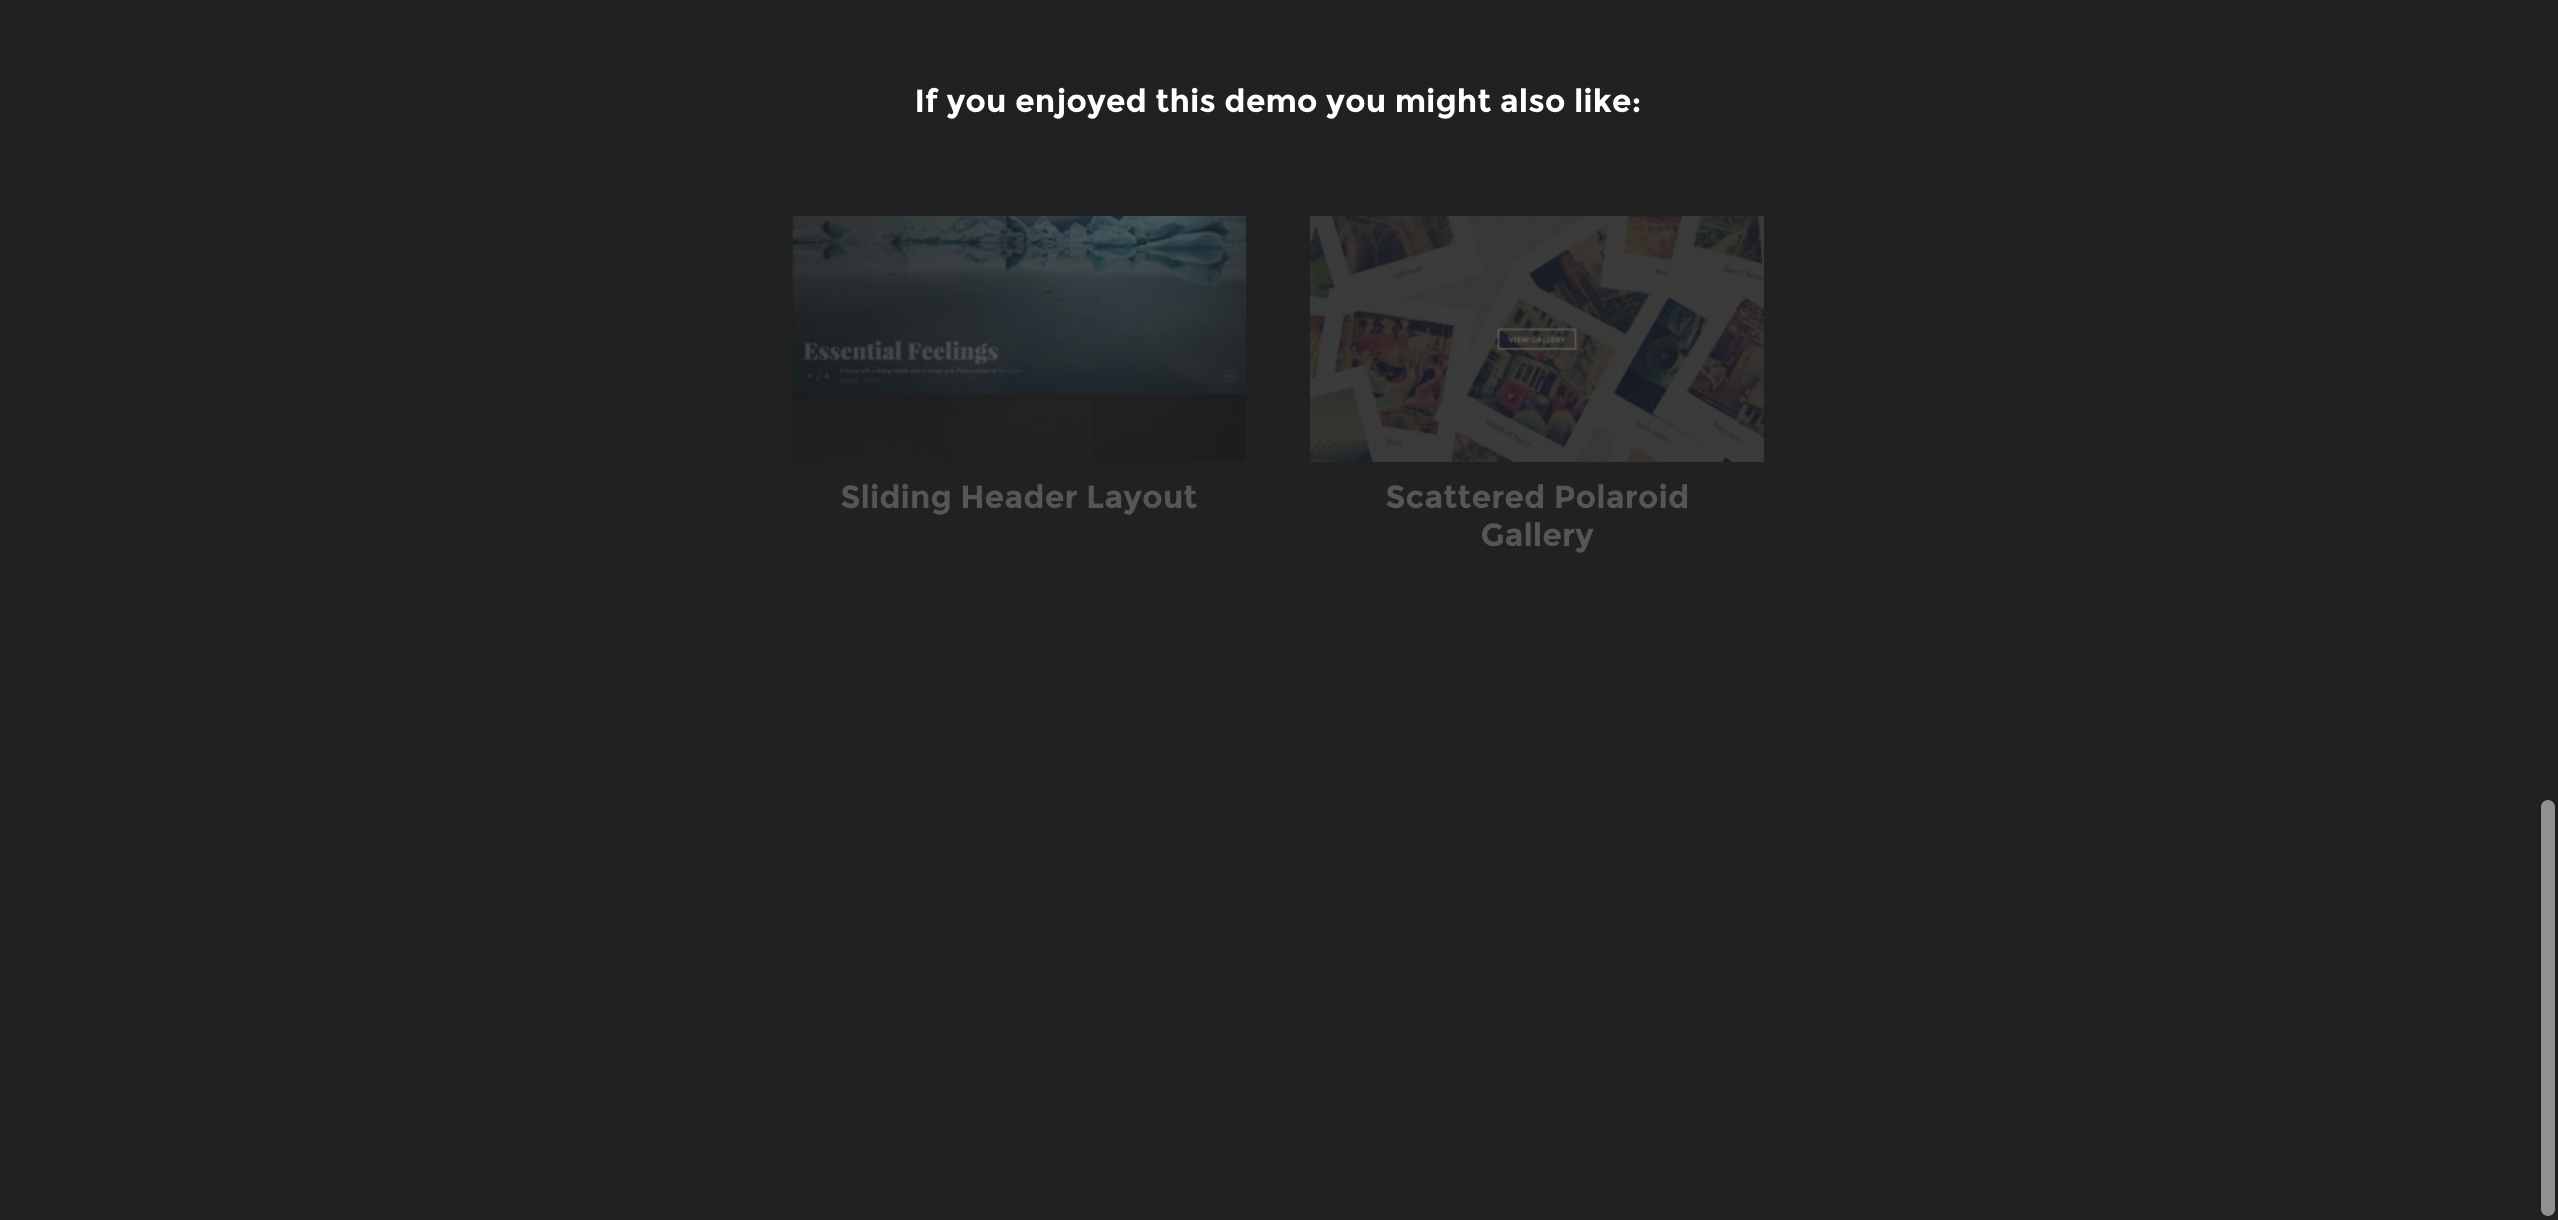 If you enjoyed this demo you might also like:
Essential Feelings
VIEW GALLERY
Sliding Header Layout
Scattered Polaroid
Gallery